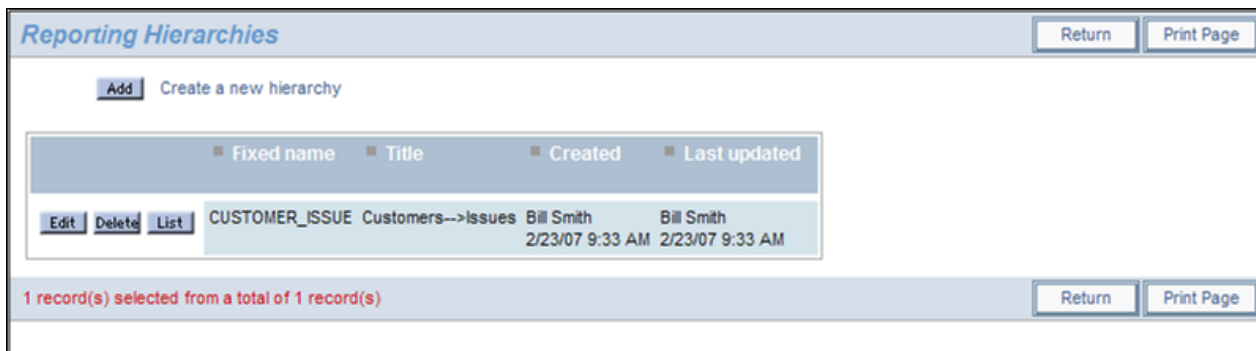 Reporting Hierarchies Return Print Page
Add Create a new hierarchy
Fixed name Title Created Last updated
Edit Delete List CUSTOMER_ISSUE Customers-->Issues Bill Smith Bill Smith
2/23/07 9:33 AM 2/23/07 9:33 AM
1 record(s) selected from a total of 1 record(s) Return Print Page